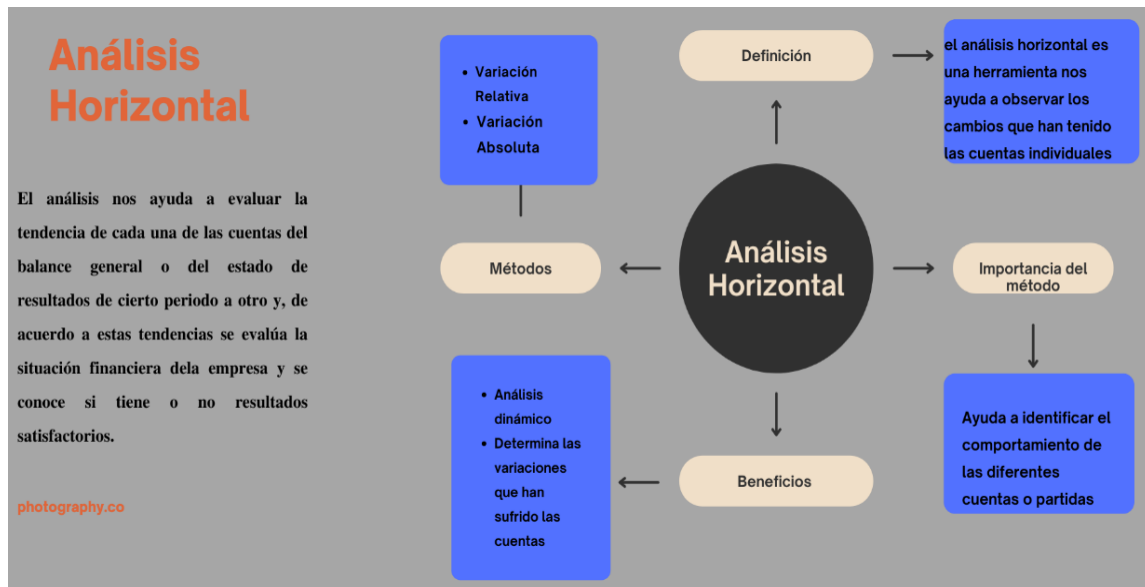 Análisis
Horizontal
El análisis nos ayuda a evaluar la
tendencia de cada una de las cuentas del
balance general o del estado de
resultados de cierto periodo a otro y, de
acuerdo a estas tendencias se evalúa la
situación financiera dela empresa y se
conoce si tiene o no resultados
satisfactorios.
photography.co
• Variación
Relativa
• Variación
Absoluta
Métodos
Definición
el análisis horizontal es
una herramienta nos
ayuda a observar los
cambios que han tenido
las cuentas individuales
Análisis
Horizontal
Importancia del
método
Ayuda a identificar el
comportamiento de
las diferentes
cuentas o partidas
Beneficios
• Análisis
dinámico
• Determina las
variaciones
que han
sufrido las
cuentas